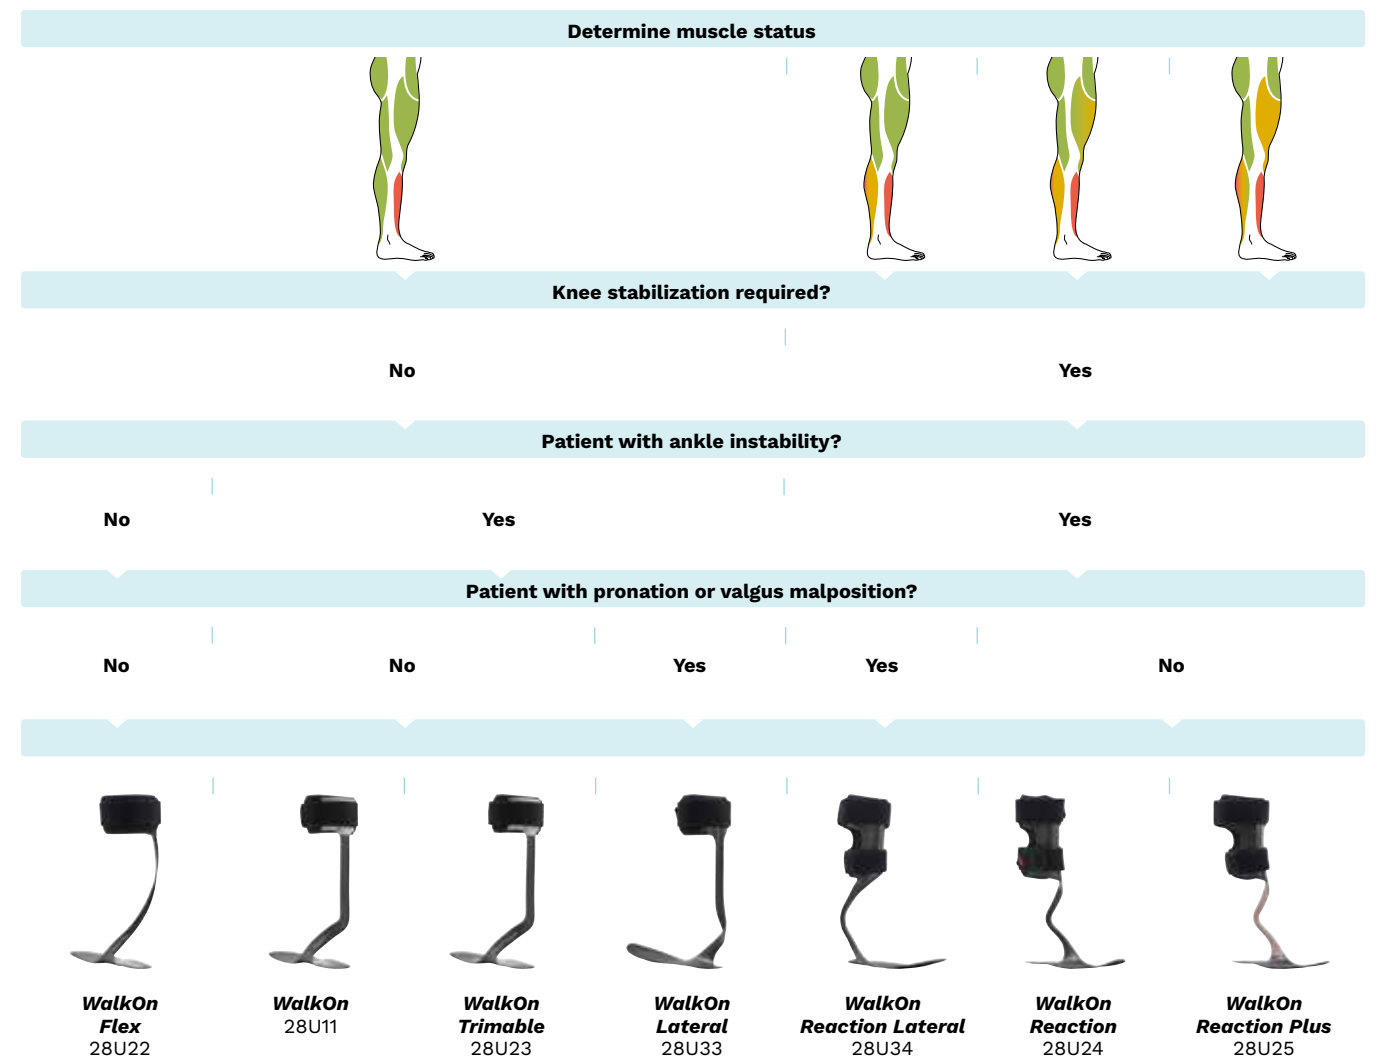 Determine muscle status
Knee stabilization required?
No
Yes
Patient with ankle instability?
No
Yes
Yes
Patient with pronation or valgus malposition?
No
No
Yes
Yes
No
WalkOn
Flex
28U22
WalkOn
28U11
WalkOn
Trimable
28U23
WalkOn
Lateral
28U33
WalkOn
Reaction Lateral
28U34
WalkOn
Reaction
28U24
WalkOn
Reaction Plus
28U25